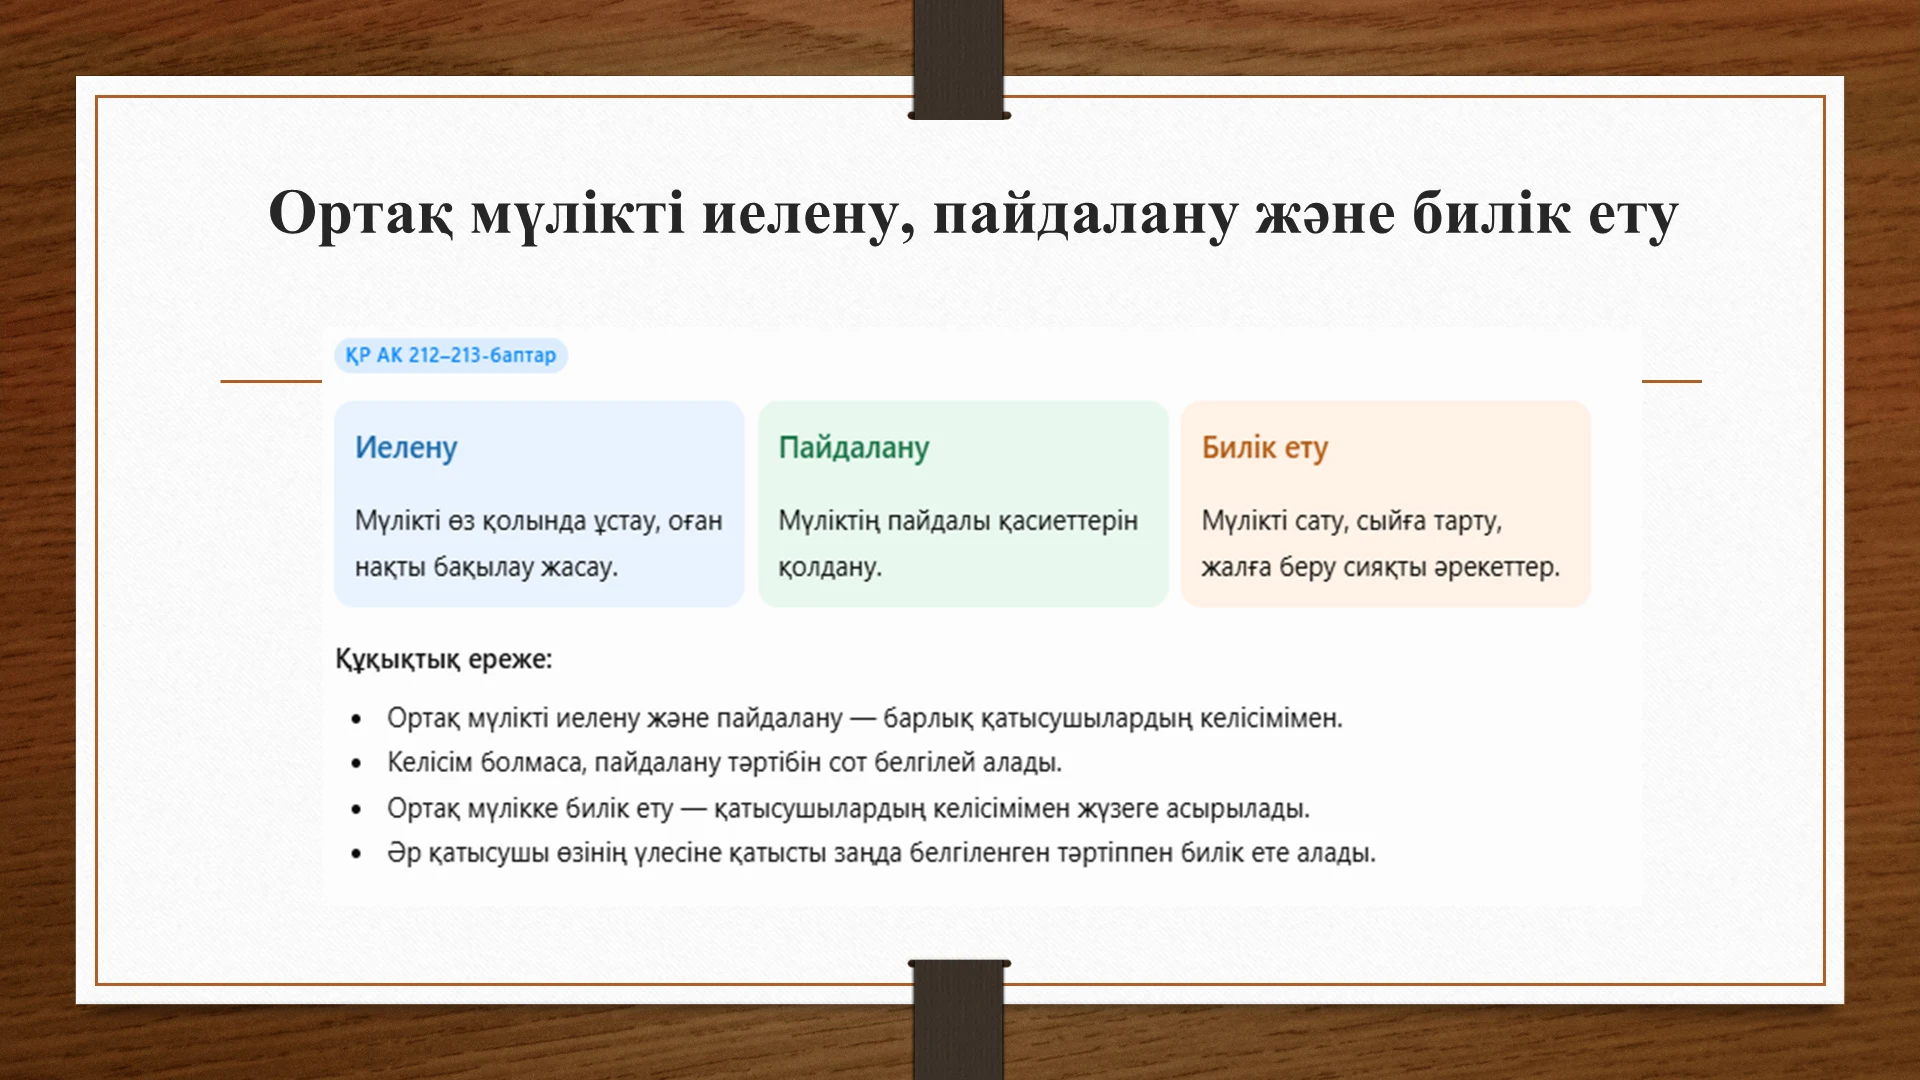 Ортақ мүлікті иелену, пайдалану және билік ету
ҚР АК 212–213-баптар
Иелену
Мүлікті өз қолында ұстау, оған
нақты бақылау жасау.
Пайдалану
Мүліктің пайдалы қасиеттерін
қолдану.
Билік ету
Мүлікті сату, сыйға тарту,
жалға беру сияқты әрекеттер.
Құқықтық ереже:
• Ортақ мүлікті иелену және пайдалану — барлық қатысушылардың келісімімен.
• Келісім болмаса, пайдалану тәртібін сот белгілей алады.
• Ортақ мүлікке билік ету — қатысушылардың келісімімен жүзеге асырылады.
• Әр қатысушы өзінің үлесіне қатысты заңда белгіленген тәртіппен билік ете алады.